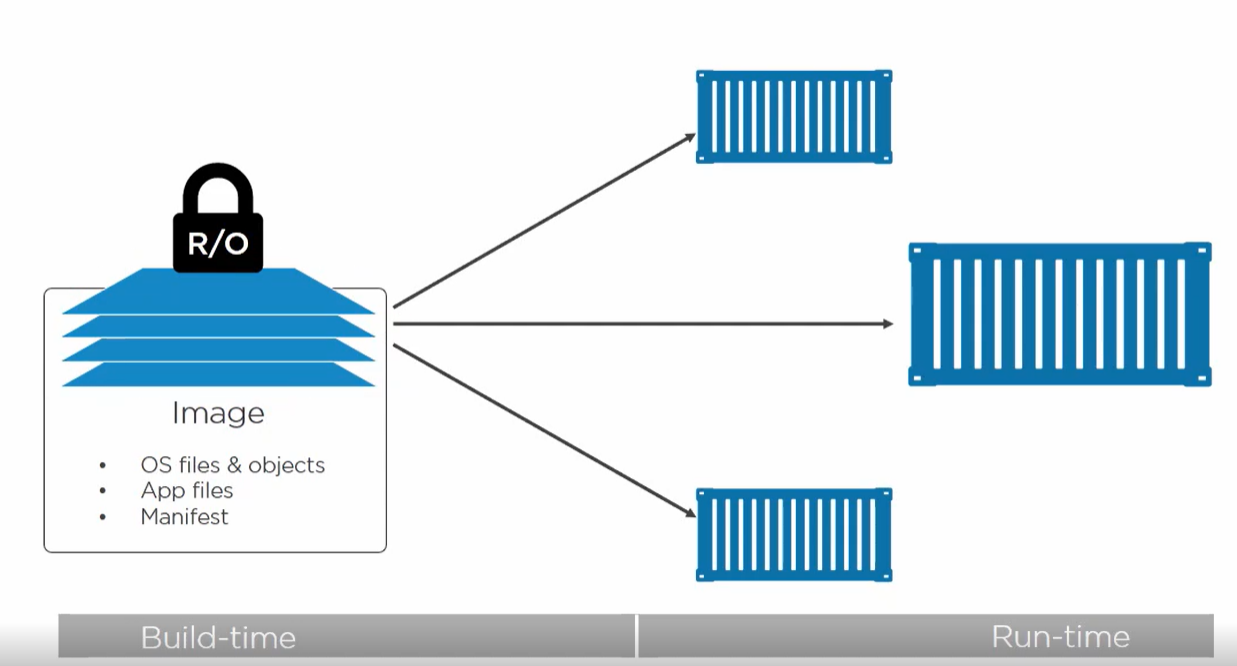 R/O
Image
• OS files & objects
• App files
• Manifest
Build-time
Run-time